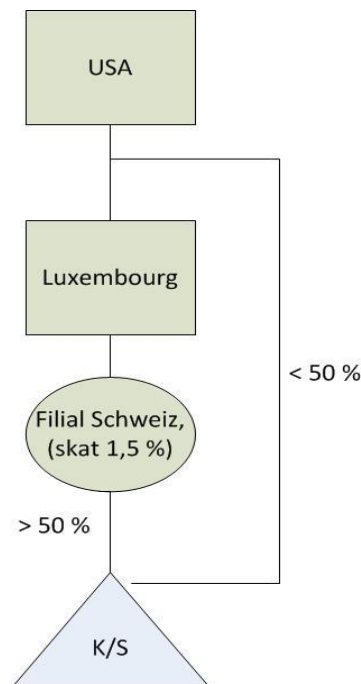 USA
Luxembourg
< 50 %
Filial Schweiz,
(skat 1,5 %)
> 50 %
K/S